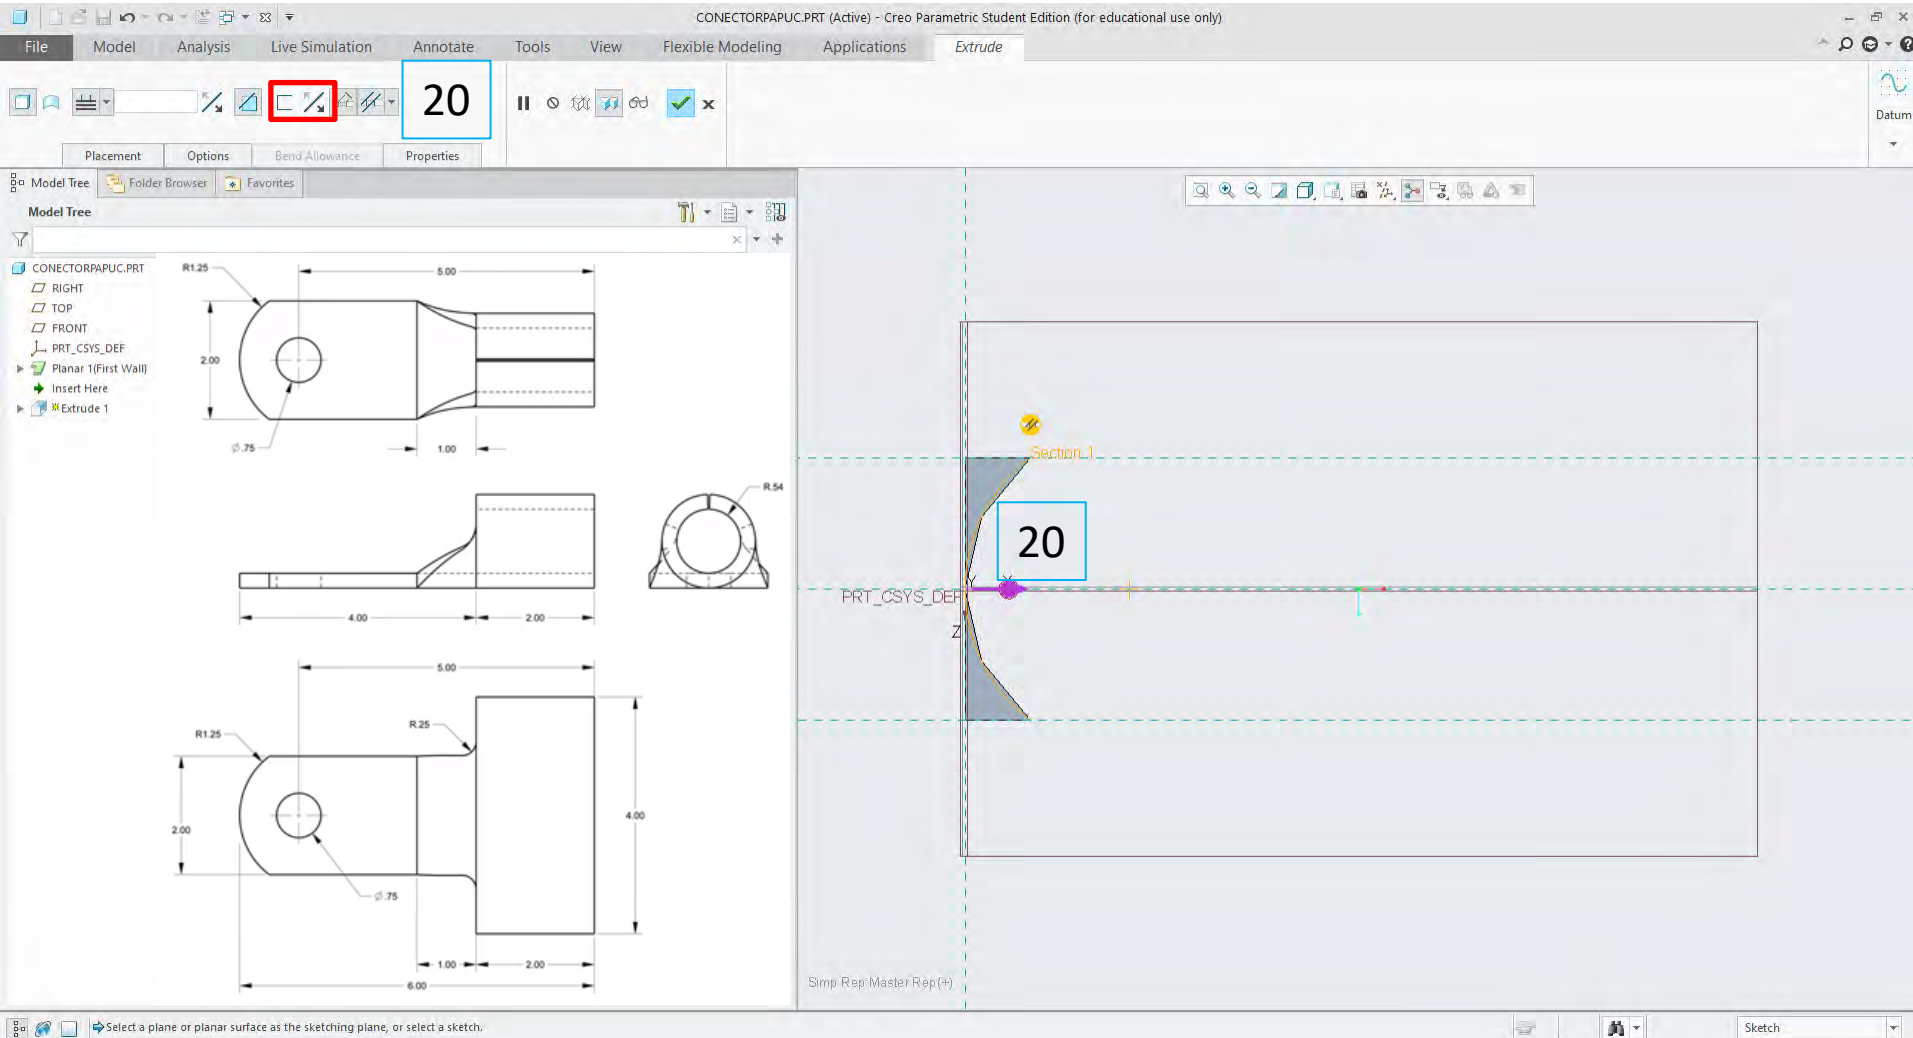 CONECTORPAPUC.PRT (Active) - Creo Parametric Student Edition (for educational use only)
File Model Analysis Live Simulation Annotate Tools View Flexible Modeling Applications Extrude
20
Datum
Placement Options Bend Allowance Properties
Model Tree Folder Browser Favorites
Model Tree
CONECTORPAPUC.PRT
RIGHT
TOP
FRONT
PRT_CSYS_DEF
Planar 1(First Wall)
Insert Here
Extrude 1
R1.25
5.00
2.00
Ø.75
1.00
R.54
4.00
2.00
5.00
R1.25
R.25
2.00
4.00
Ø.75
1.00
2.00
6.00
Section 1
20
Y
X
PRT_CSYS_DEF
Z
Simp Rep:Master Rep(+)
Select a plane or planar surface as the sketching plane, or select a sketch.
Sketch